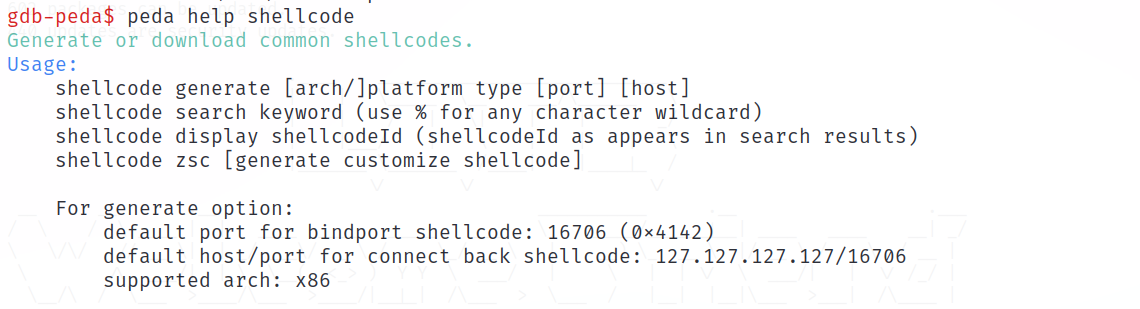 gdb-peda$ peda help shellcode
Generate or download common shellcodes.
Usage:
shellcode generate [arch/]platform type [port] [host]
shellcode search keyword (use % for any character wildcard)
shellcode display shellcodeId (shellcodeId as appears in search results)
shellcode zsc [generate customize shellcode]
For generate option:
default port for bindport shellcode: 16706 (0×4142)
default host/port for connect back shellcode: 127.127.127.127/16706
supported arch: x86